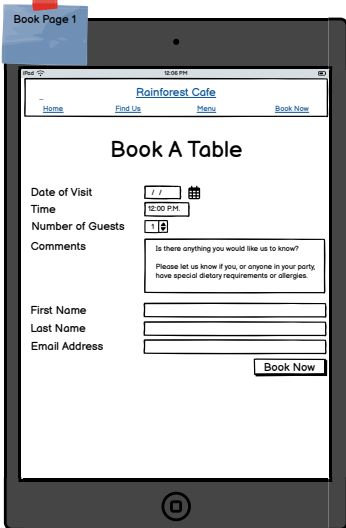 Book Page 1
iPad 12:06 PM
Rainforest Cafe
Home Find Us Menu Book Now
Book A Table
Date of Visit / /
Time 12:00 P.M.
Number of Guests 1
Comments
Is there anything you would like us to know?
Please let us know if you, or anyone in your party,
have special dietary requirements or allergies.
First Name
Last Name
Email Address
Book Now